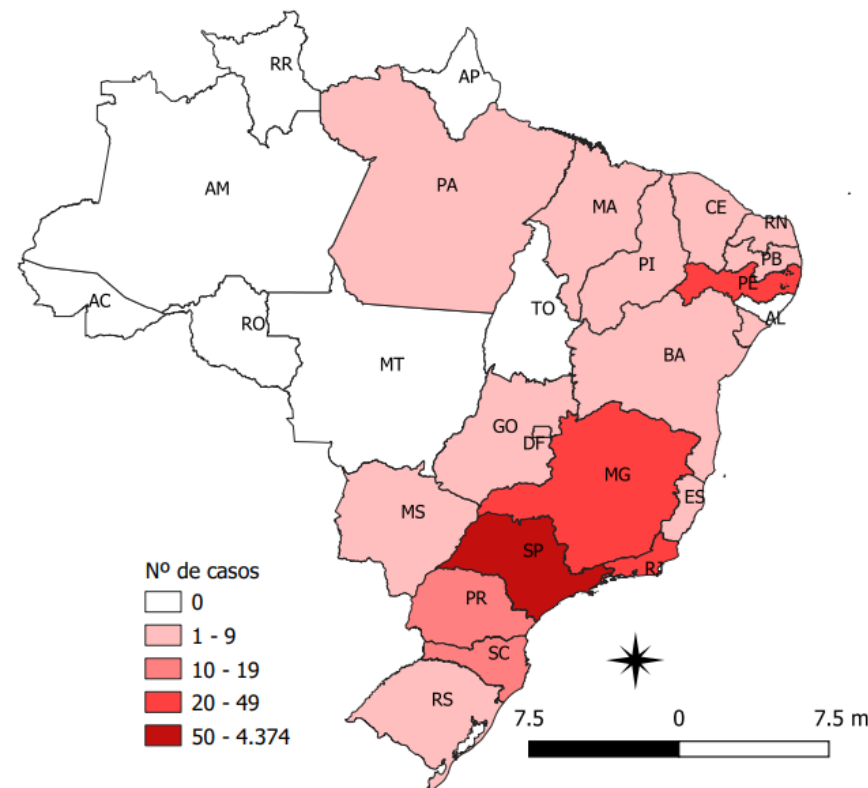 RR
AP
AM
PA
MA
CE
RN
PB
PI
PE
AC
RO
TO
AL
MT
BA
GO
DF
MG
MS
ES
SP
RJ
PR
SC
RS
Nº de casos
0
1 - 9
10 - 19
20 - 49
50 - 4.374
7.5 0 7.5 m